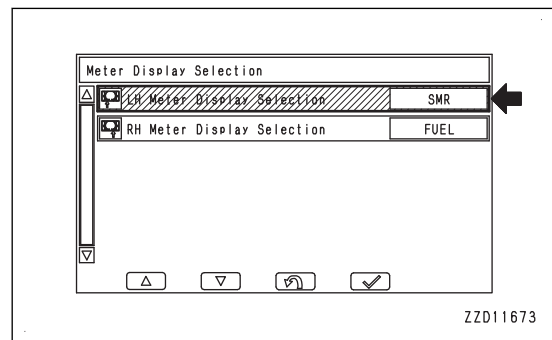 Meter Display Selection
LH Meter Display Selection SMR
RH Meter Display Selection FUEL
ZZD11673